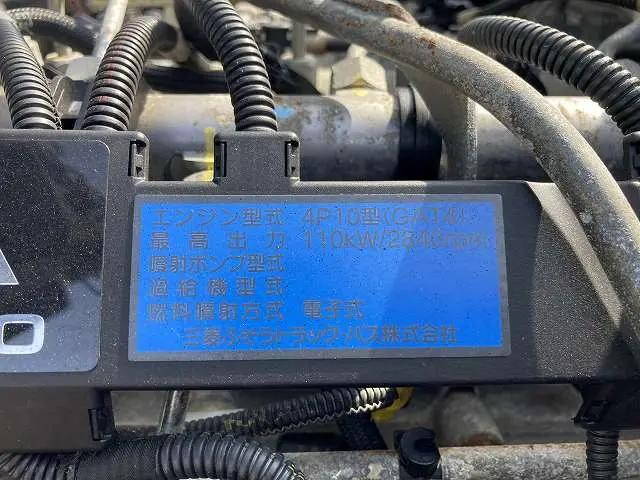 エンジン型式 4P10型(G/AT4)
最高出力 110kW/2840rpm
噴射ポンプ型式
過給機型式
燃料噴射方式 電子式
三菱ふそうトラック・バス株式会社